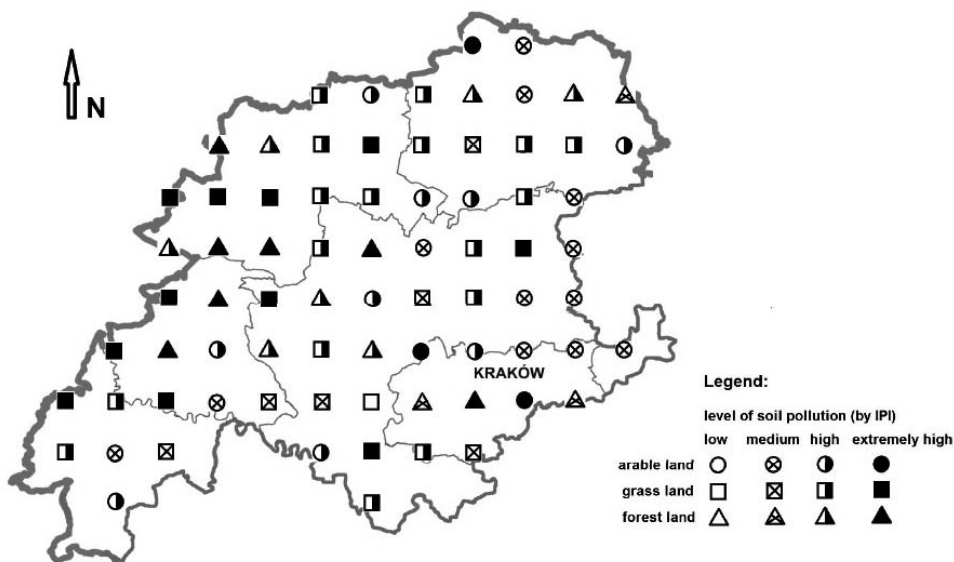 N
KRAKÓW
Legend:
level of soil pollution (by IPI)
low medium high extremely high
arable land
grass land
forest land